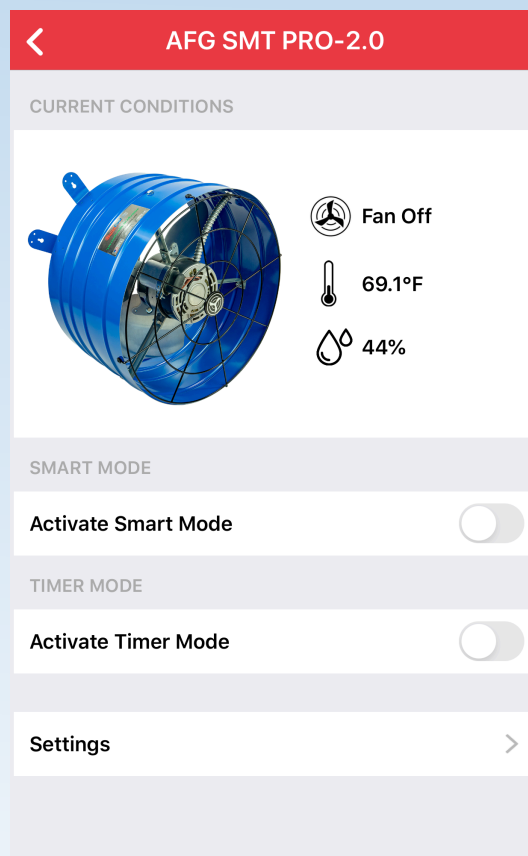 AFG SMT PRO-2.0
CURRENT CONDITIONS
Fan Off
69.1°F
44%
SMART MODE
Activate Smart Mode
TIMER MODE
Activate Timer Mode
Settings